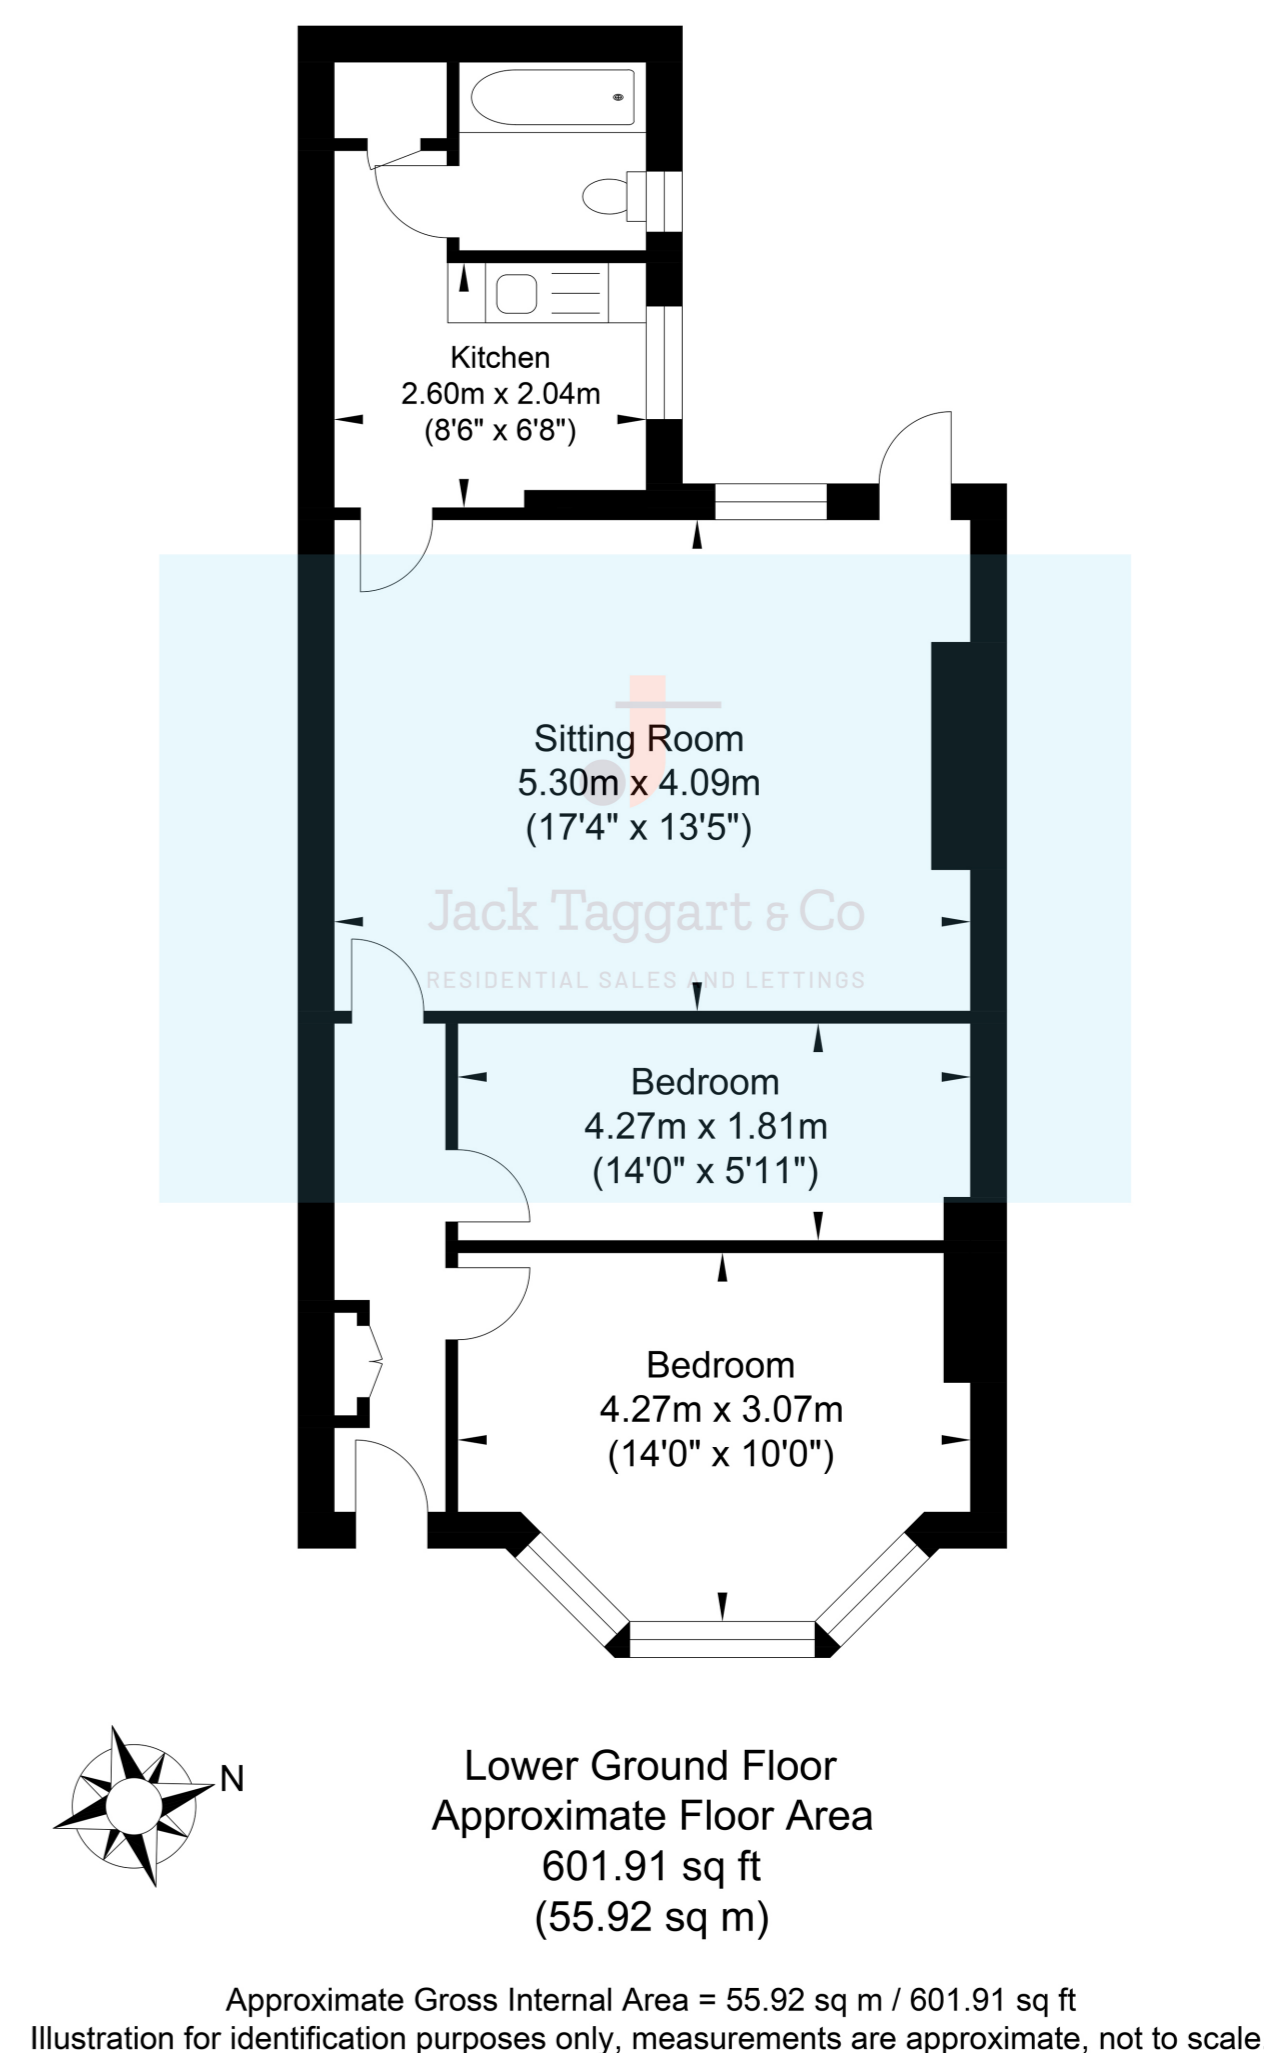 Kitchen
2.60m x 2.04m
(8'6" x 6'8")
Sitting Room
5.30m x 4.09m
(17'4" x 13'5")
Jack Taggart & Co
RESIDENTIAL SALES AND LETTINGS
Bedroom
4.27m x 1.81m
(14'0" x 5'11")
Bedroom
4.27m x 3.07m
(14'0" x 10'0")
N
Lower Ground Floor
Approximate Floor Area
601.91 sq ft
(55.92 sq m)
Approximate Gross Internal Area = 55.92 sq m / 601.91 sq ft
Illustration for identification purposes only, measurements are approximate, not to scale